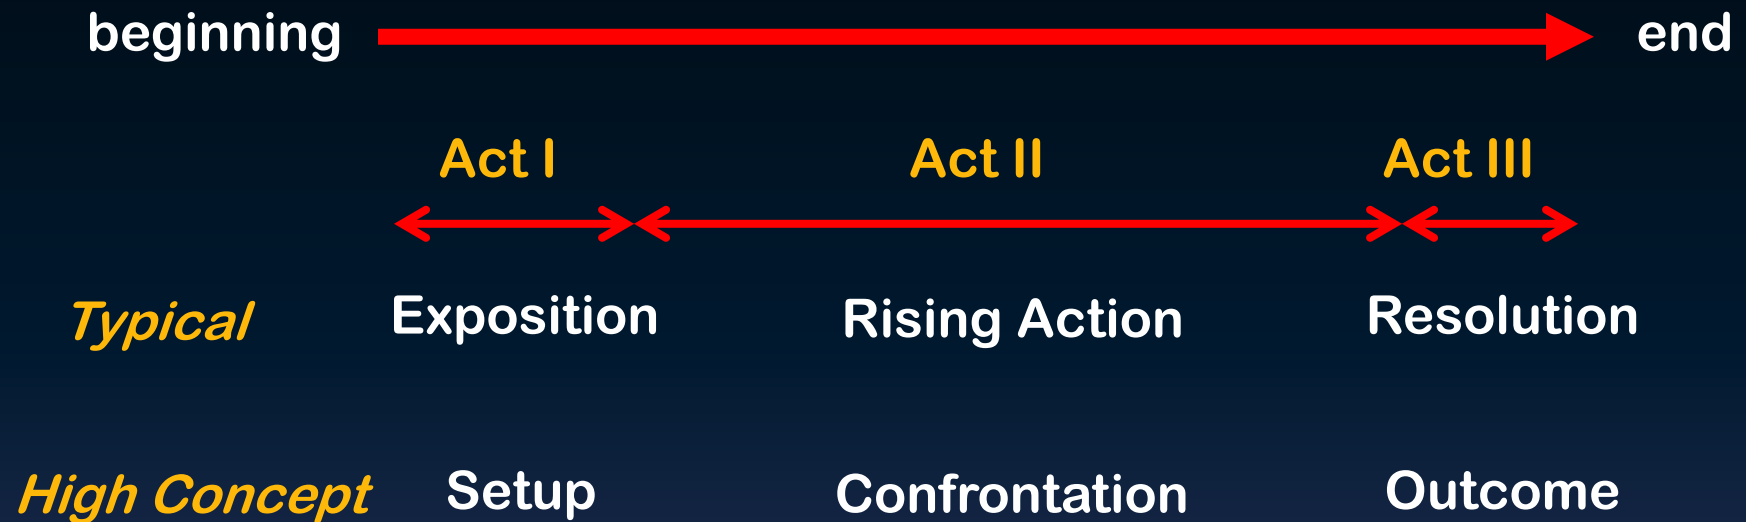 beginning end
Act I Act II Act III
Typical Exposition Rising Action Resolution
High Concept Setup Confrontation Outcome